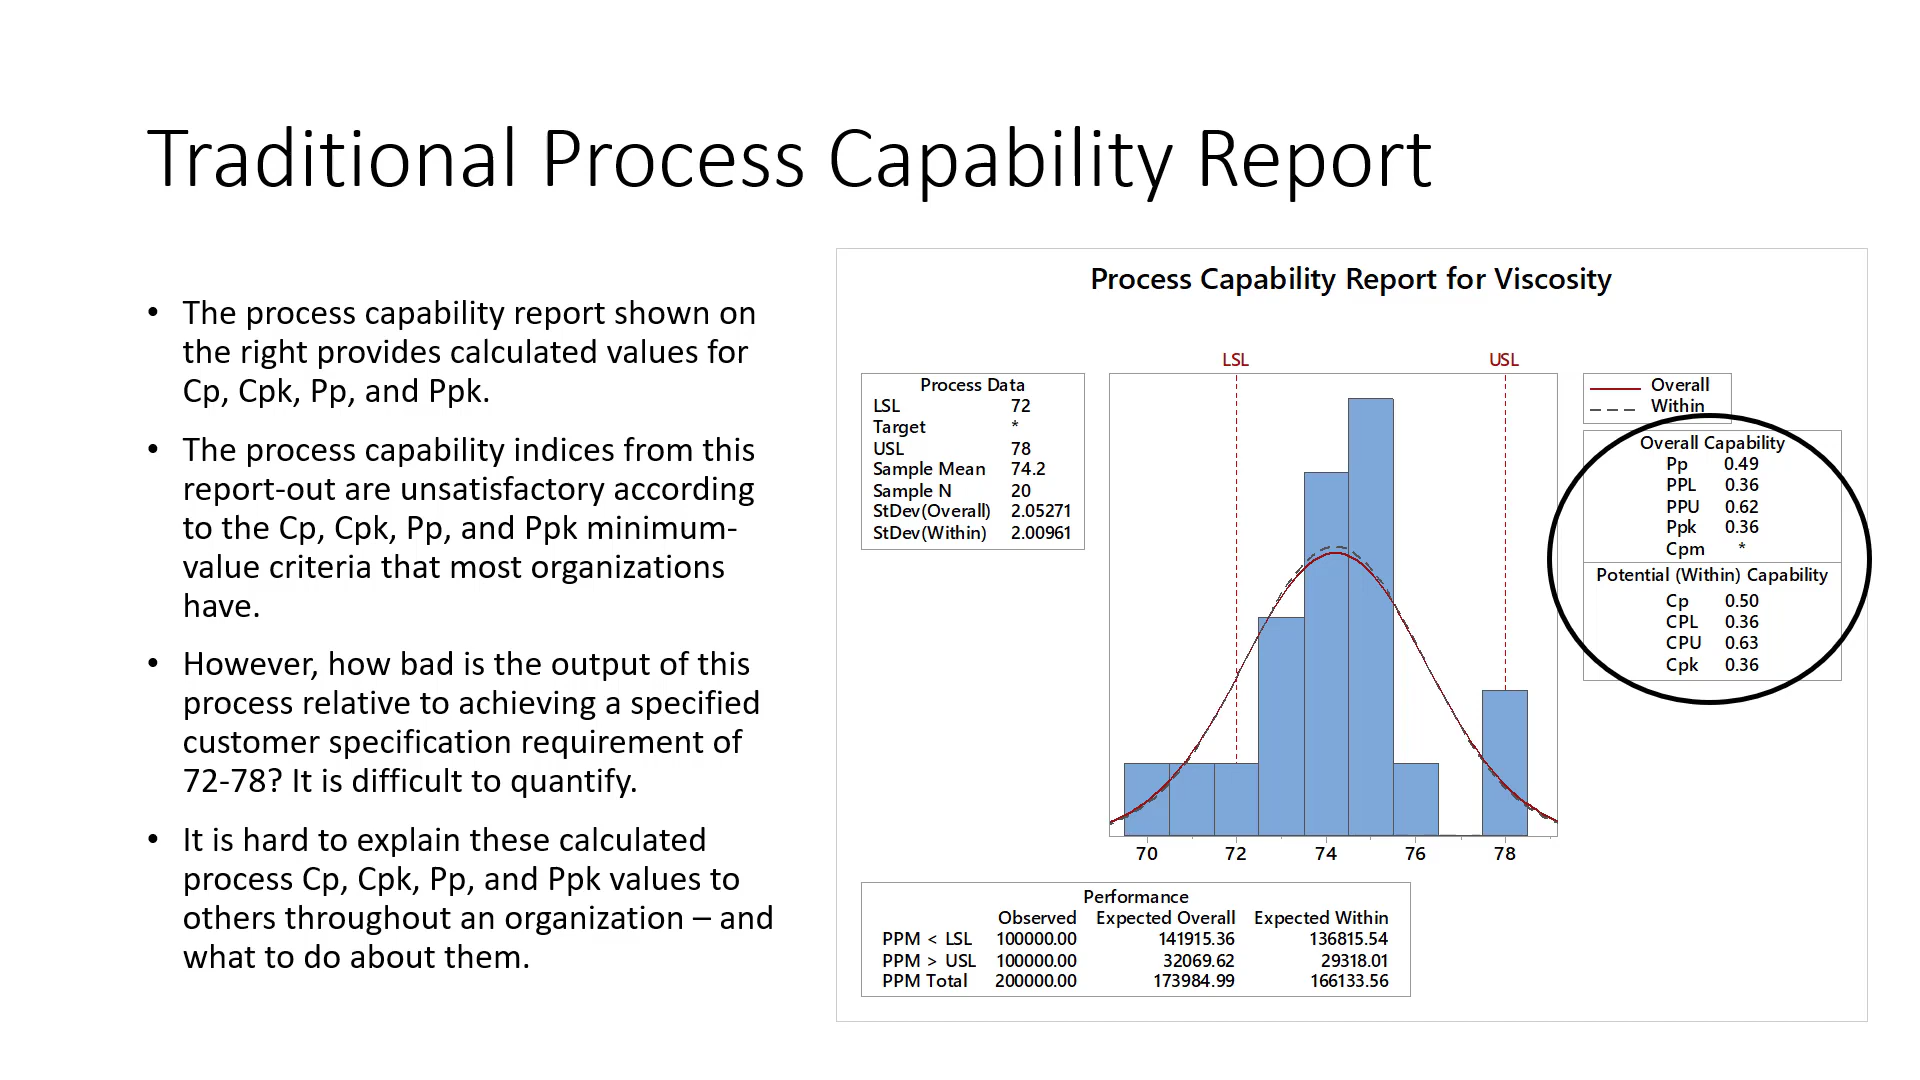 Traditional Process Capability Report
• The process capability report shown on
the right provides calculated values for
Cp, Cpk, Pp, and Ppk.
• The process capability indices from this
report-out are unsatisfactory according
to the Cp, Cpk, Pp, and Ppk minimum-
value criteria that most organizations
have.
• However, how bad is the output of this
process relative to achieving a specified
customer specification requirement of
72-78? It is difficult to quantify.
• It is hard to explain these calculated
process Cp, Cpk, Pp, and Ppk values to
others throughout an organization – and
what to do about them.
Process Capability Report for Viscosity
LSL USL
Process Data
LSL 72
Target *
USL 78
Sample Mean 74.2
Sample N 20
StDev(Overall) 2.05271
StDev(Within) 2.00961
Overall
Within
Overall Capability
Pp 0.49
PPL 0.36
PPU 0.62
Ppk 0.36
Cpm *
Potential (Within) Capability
Cp 0.50
CPL 0.36
CPU 0.63
Cpk 0.36
70 72 74 76 78
Performance
Observed Expected Overall Expected Within
PPM < LSL 100000.00 141915.36 136815.54
PPM > USL 100000.00 32069.62 29318.01
PPM Total 200000.00 173984.99 166133.56